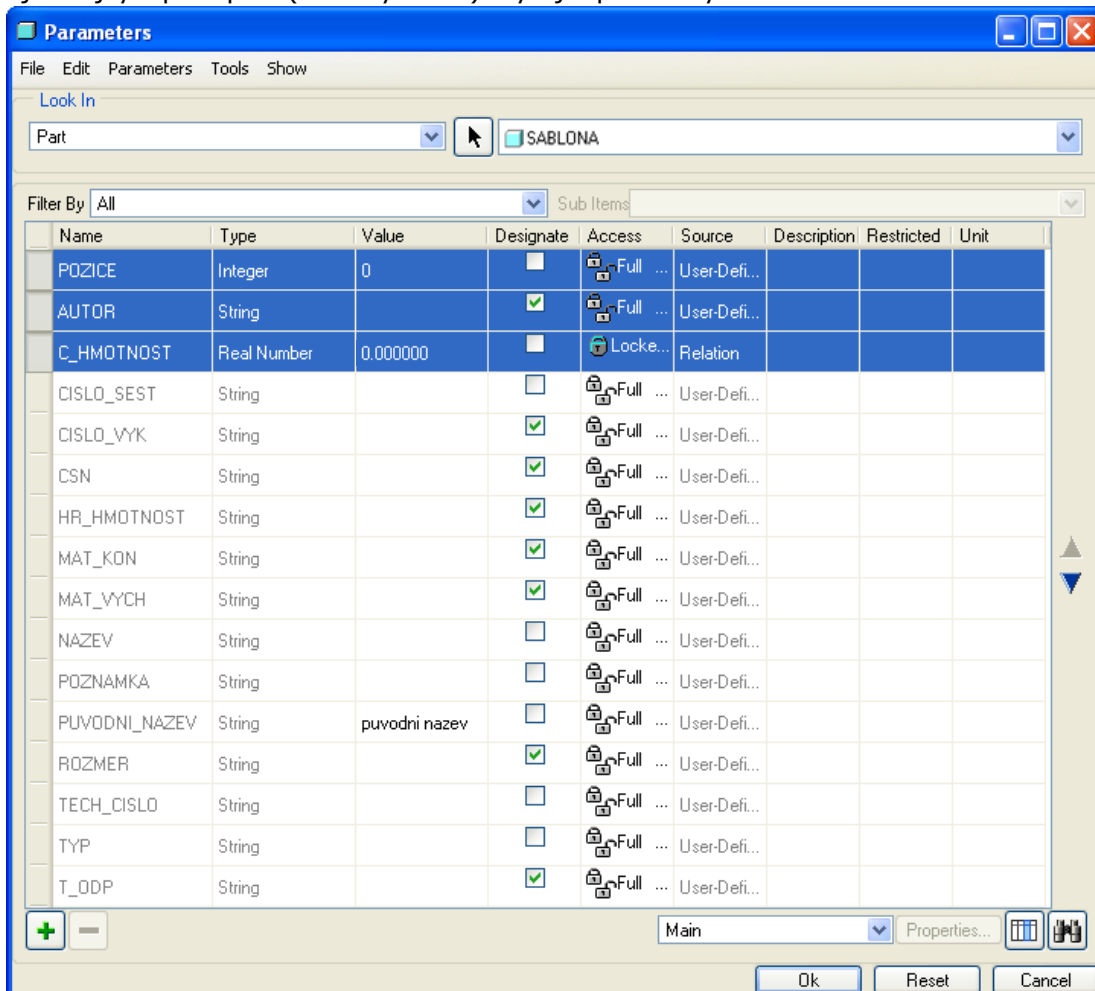 Parameters
File Edit Parameters Tools Show
Look In
Part SABLONA
Filter By All Sub Items
Name Type Value Designate Access Source Description Restricted Unit
POZICE Integer 0 Full ... User-Defi...
AUTOR String Full ... User-Defi...
C_HMOTNOST Real Number 0.000000 Locke... Relation
CISLO_SEST String Full ... User-Defi...
CISLO_VYK String Full ... User-Defi...
CSN String Full ... User-Defi...
HR_HMOTNOST String Full ... User-Defi...
MAT_KON String Full ... User-Defi...
MAT_VYCH String Full ... User-Defi...
NAZEV String Full ... User-Defi...
POZNAMKA String Full ... User-Defi...
PUVODNI_NAZEV String puvodni nazev Full ... User-Defi...
ROZMER String Full ... User-Defi...
TECH_CISLO String Full ... User-Defi...
TYP String Full ... User-Defi...
T_ODP String Full ... User-Defi...
Main Properties...
Ok Reset Cancel